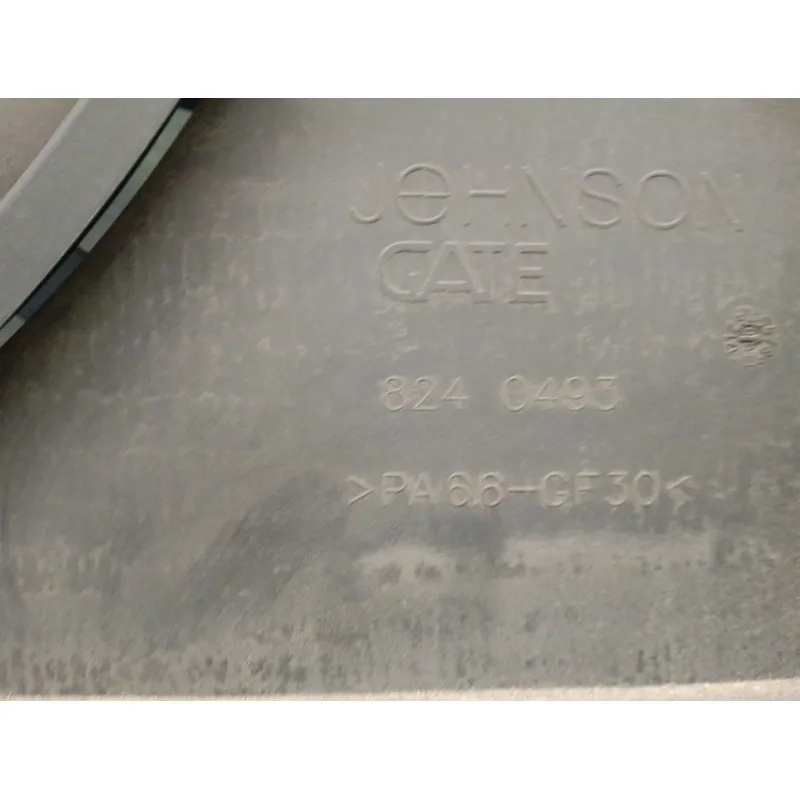 JOHNSON
GATE
824 0493
>PA66-GF30<